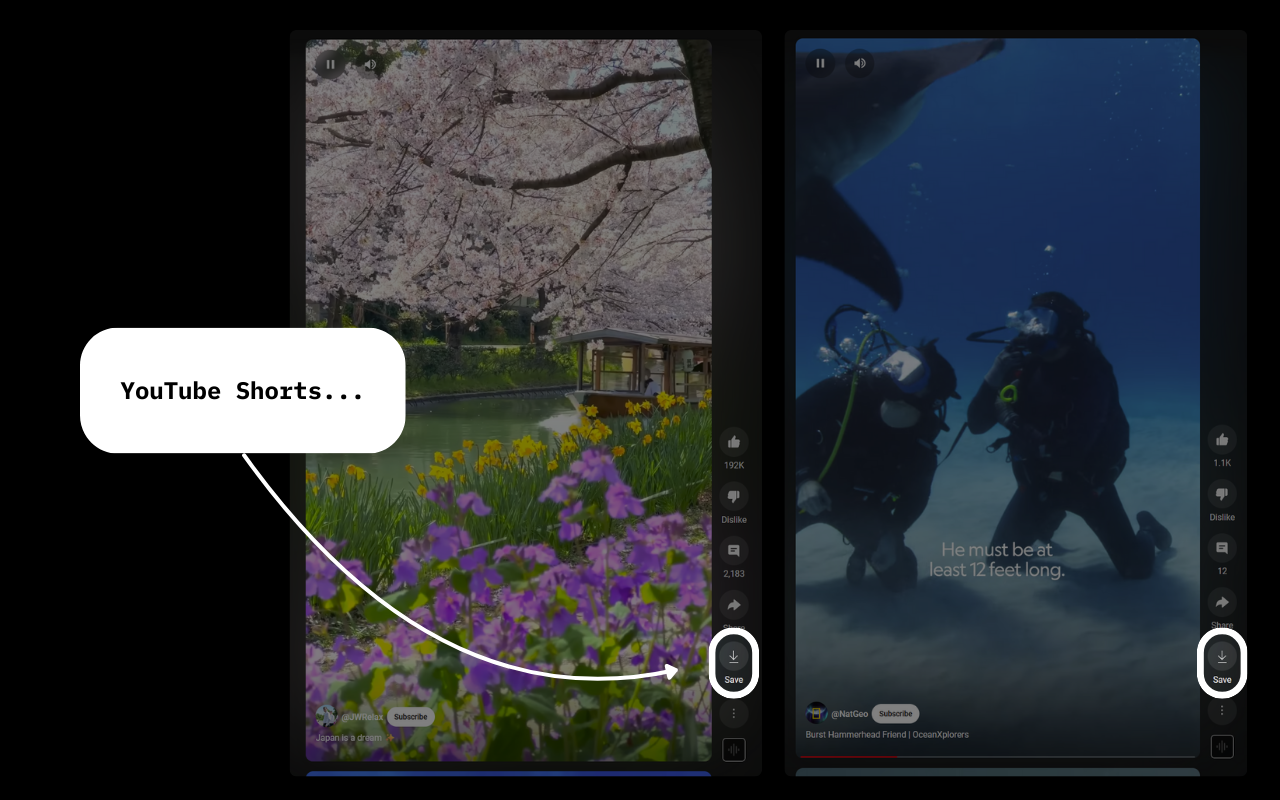 YouTube Shorts...
192K
Dislike
2,183
Share
Save
@JWRelax Subscribe
Japan is a dream
He must be at
least 12 feet long.
1.1K
Dislike
12
Share
Save
@NatGeo Subscribe
Burst Hammerhead Friend | OceanXplorers